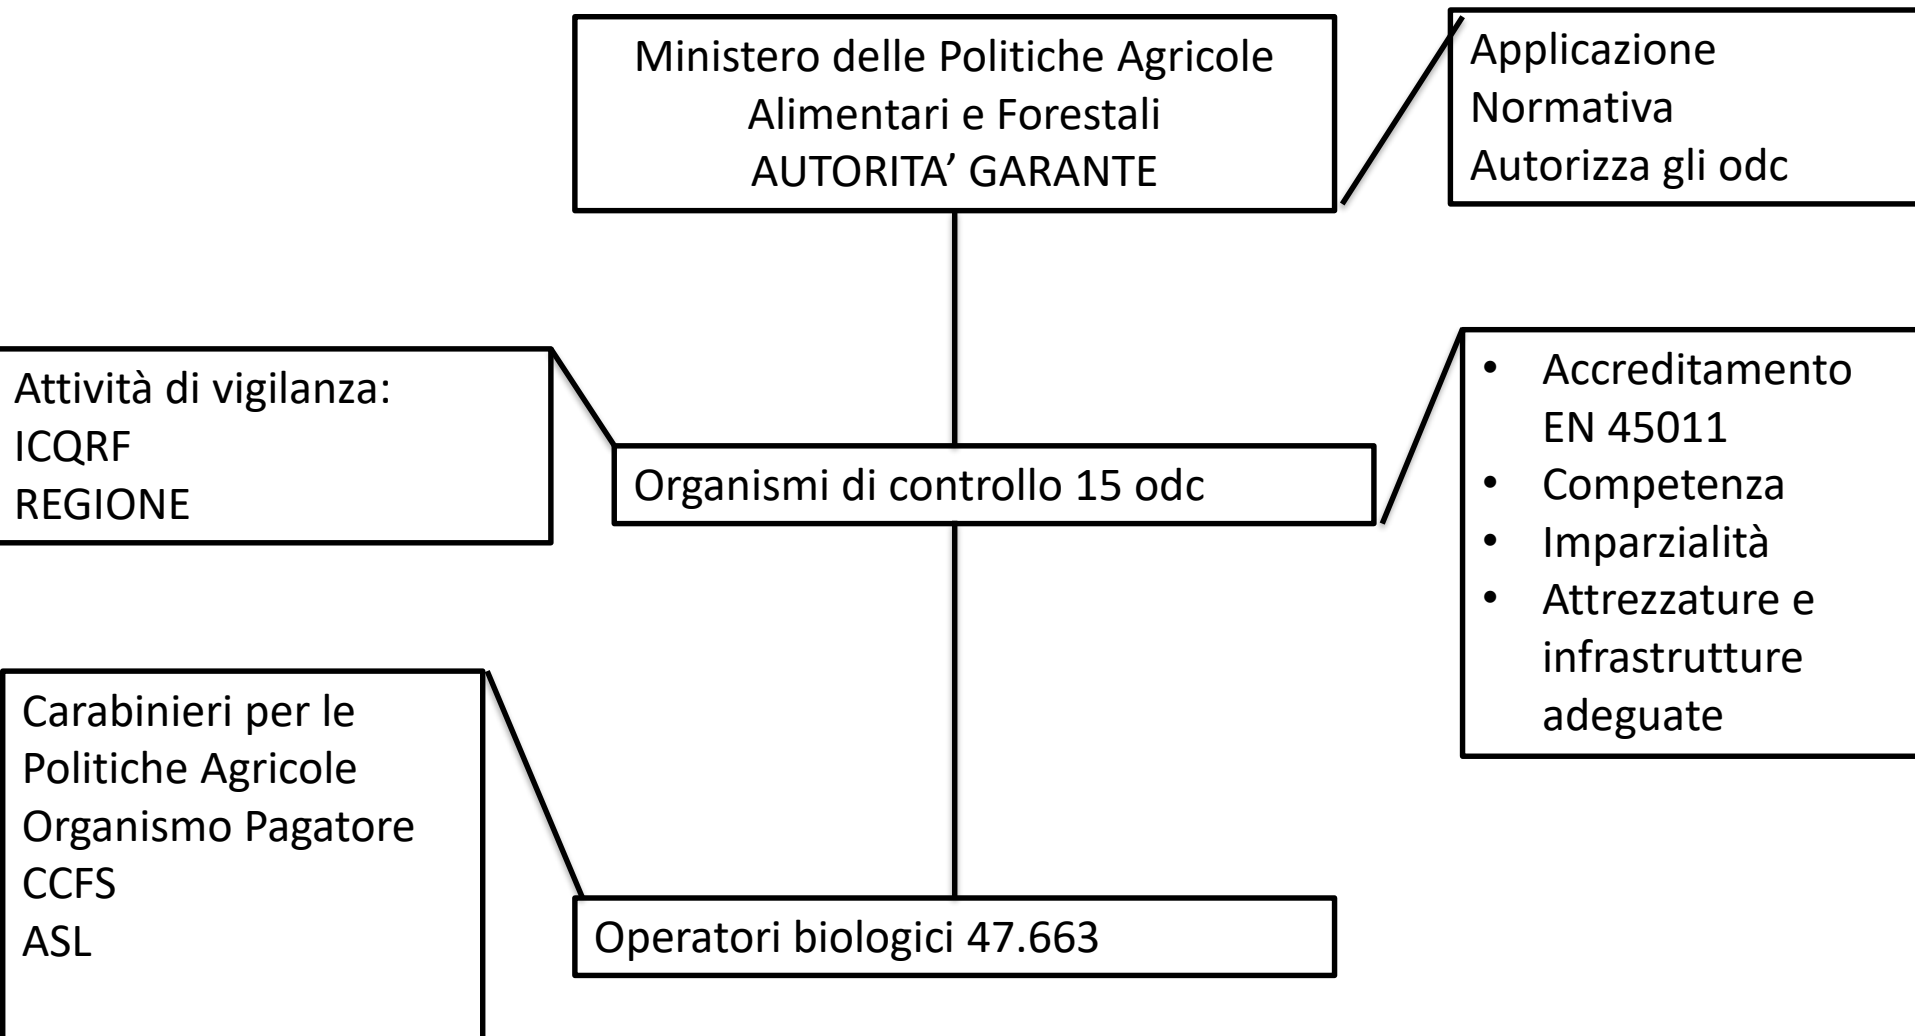 Ministero delle Politiche Agricole
Alimentari e Forestali
AUTORITA’ GARANTE
Applicazione
Normativa
Autorizza gli odc
Attività di vigilanza:
ICQRF
REGIONE
Organismi di controllo 15 odc
• Accreditamento
EN 45011
• Competenza
• Imparzialità
• Attrezzature e
infrastrutture
adeguate
Carabinieri per le
Politiche Agricole
Organismo Pagatore
CCFS
ASL
Operatori biologici 47.663